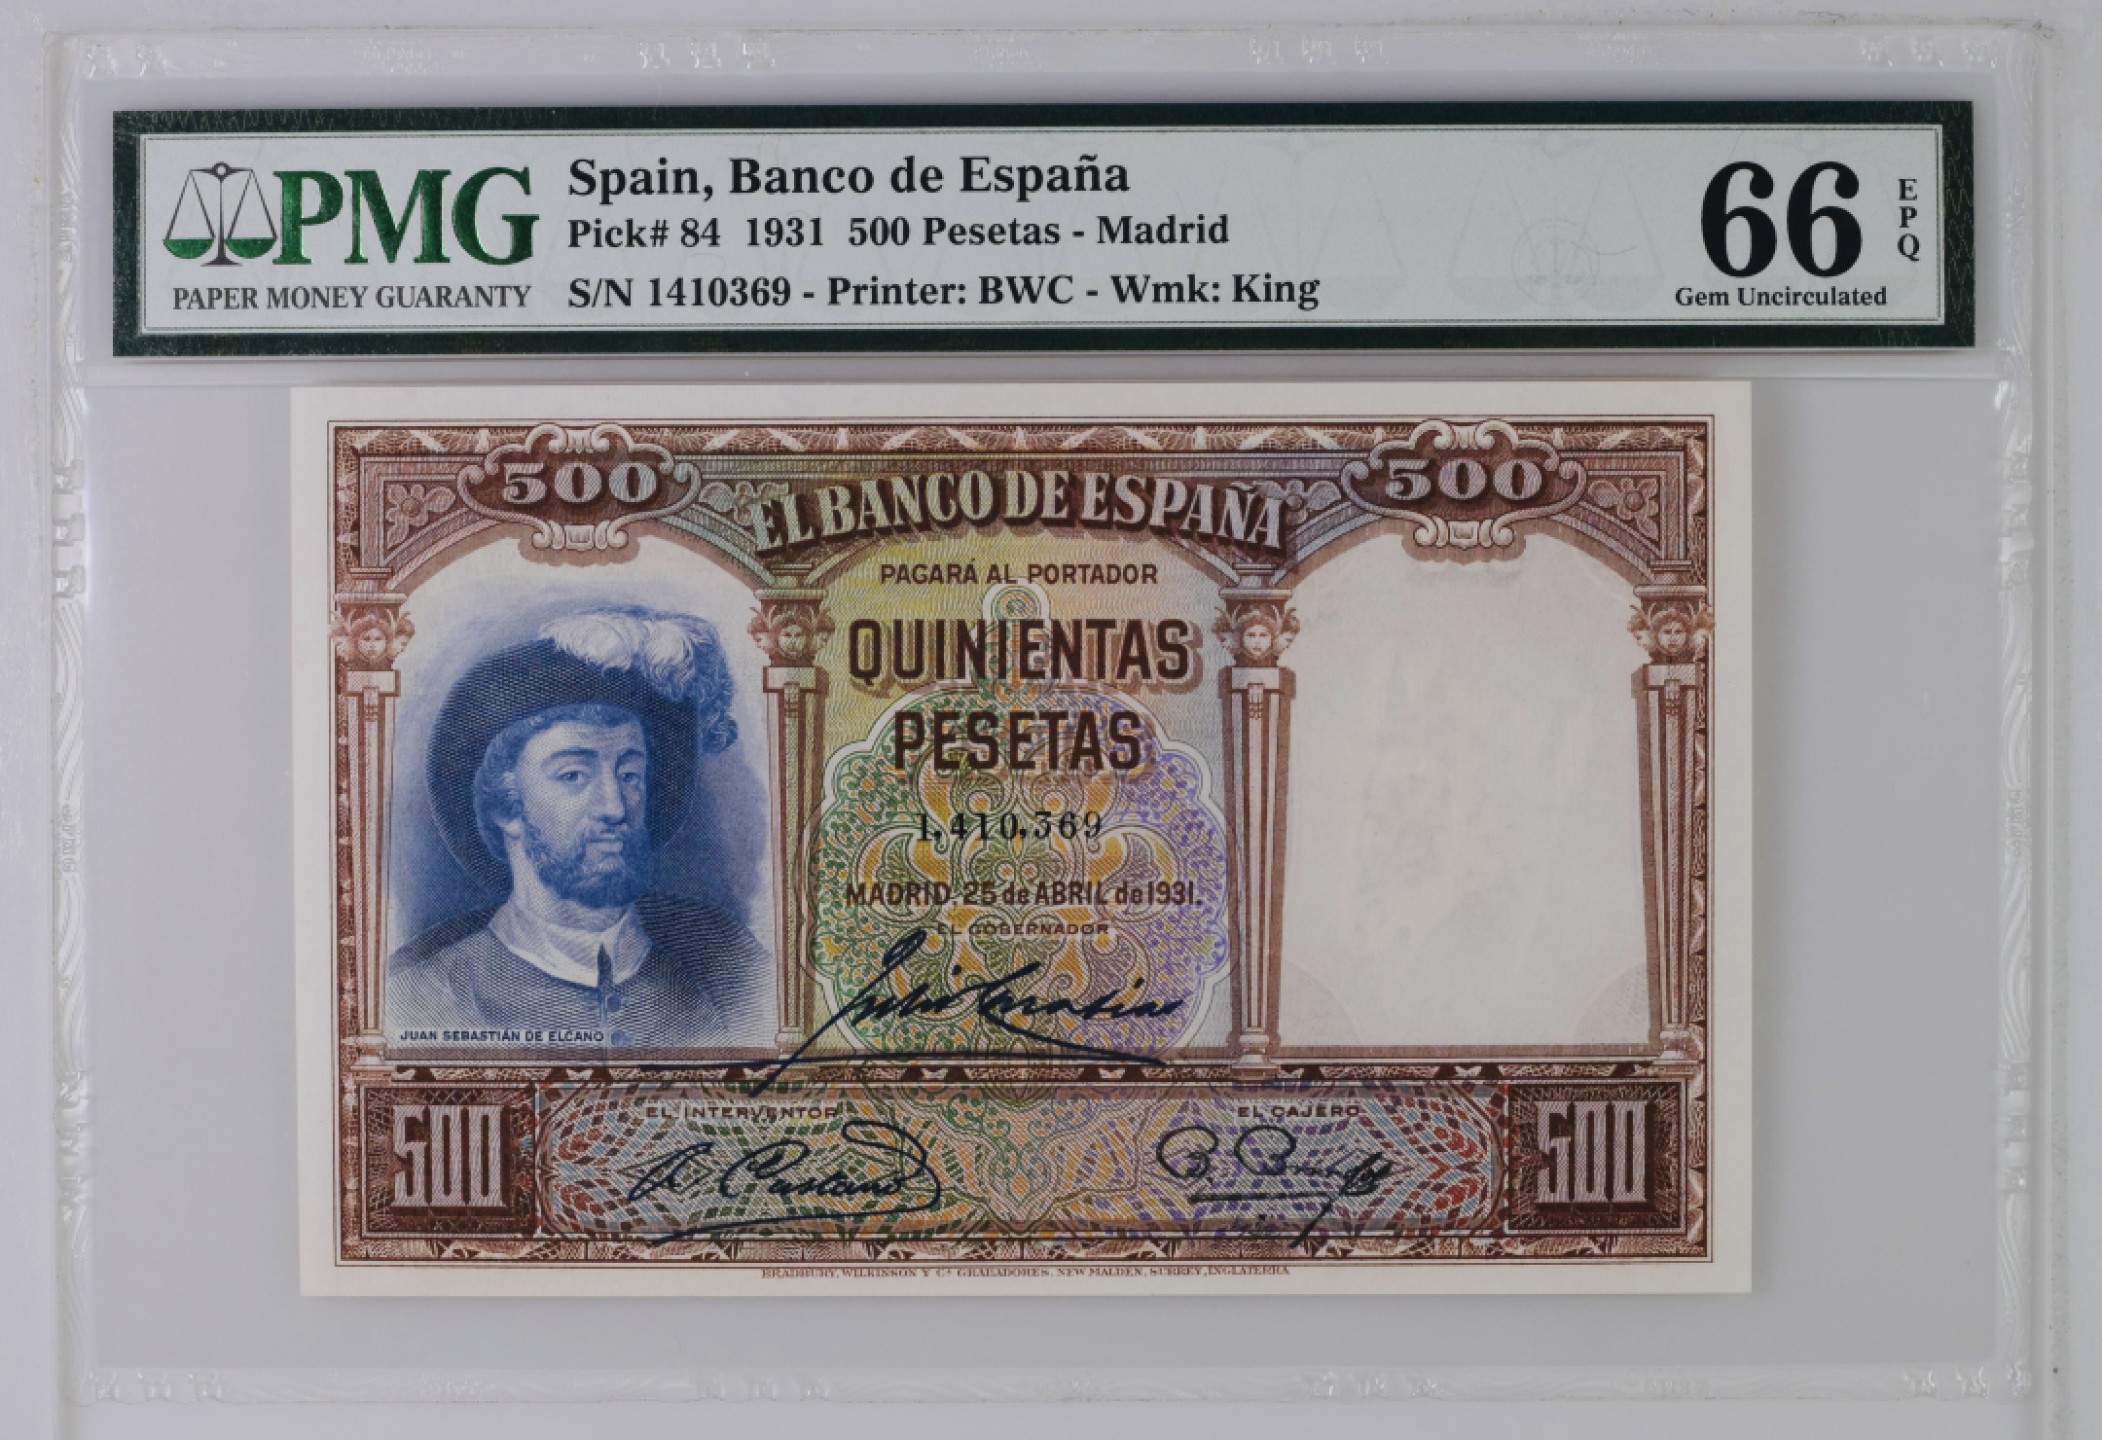 PMG
PAPER MONEY GUARANTY
Spain, Banco de España
Pick# 84 1931 500 Pesetas - Madrid
S/N 1410369 - Printer: BWC - Wmk: King
66
EPQ
Gem Uncirculated
500
500
EL BANCO DE ESPAÑA
PAGARÁ AL PORTADOR
QUINIENTAS
PESETAS
1,410,369
MADRID, 25 de ABRIL de 1931.
EL GOBERNADOR
JUAN SEBASTIÁN DE ELCANO
500
EL INTERVENTOR
EL CAJERO
500
BRADBURY, WILKINSON Y Cª GRABADORES, NEW MALDEN, SURREY, INGLATERRA